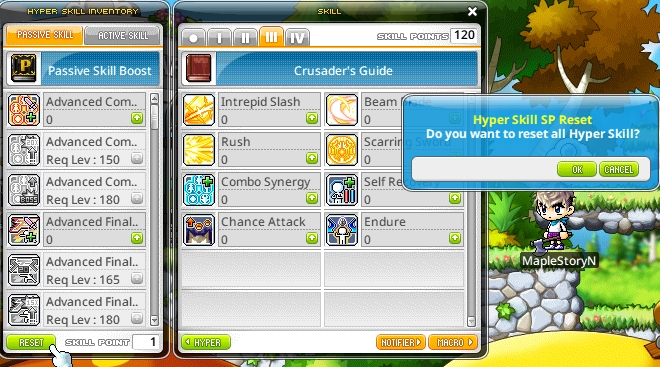 HYPER SKILL INVENTORY
PASSIVE SKILL
ACTIVE SKILL
P
Passive Skill Boost
Advanced Com..
0
Advanced Com..
Req Lev : 150
Advanced Com..
Req Lev : 180
Advanced Final..
0
Advanced Final..
Req Lev : 165
Advanced Final..
Req Lev : 180
RESET
SKILL POINT
1
SKILL
I
II
III
IV
SKILL POINTS
120
Crusader's Guide
Intrepid Slash
0
Beam
Rush
0
Scarring Sword
0
Combo Synergy
0
Self Recovery
0
Chance Attack
0
Endure
0
HYPER
NOTIFIER
MACRO
Hyper Skill SP Reset
Do you want to reset all Hyper Skill?
OK
CANCEL
MapleStoryN